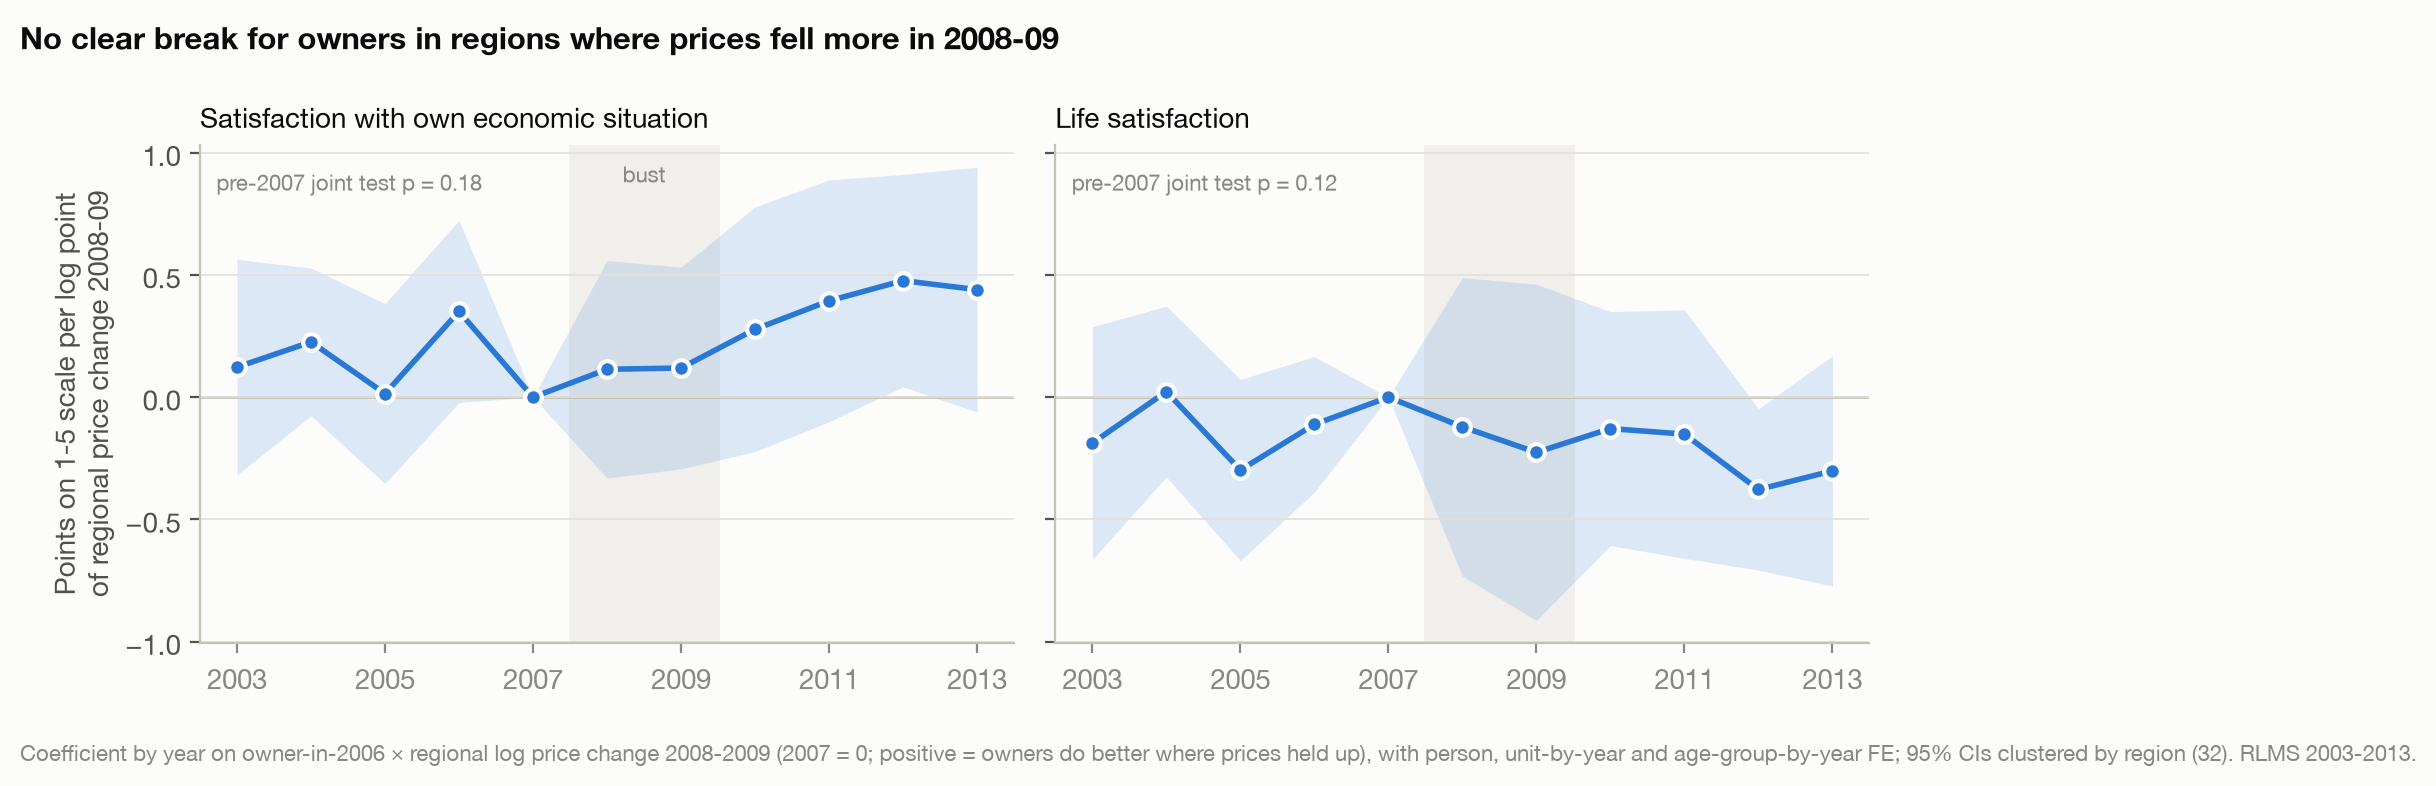 No clear break for owners in regions where prices fell more in 2008-09
Satisfaction with own economic situation
pre-2007 joint test p = 0.18
bust
Points on 1-5 scale per log point
of regional price change 2008-09
1.0
0.5
0.0
−0.5
−1.0
2003
2005
2007
2009
2011
2013
Life satisfaction
pre-2007 joint test p = 0.12
2003
2005
2007
2009
2011
2013
Coefficient by year on owner-in-2006 × regional log price change 2008-2009 (2007 = 0; positive = owners do better where prices held up), with person, unit-by-year and age-group-by-year FE; 95% CIs clustered by region (32). RLMS 2003-2013.